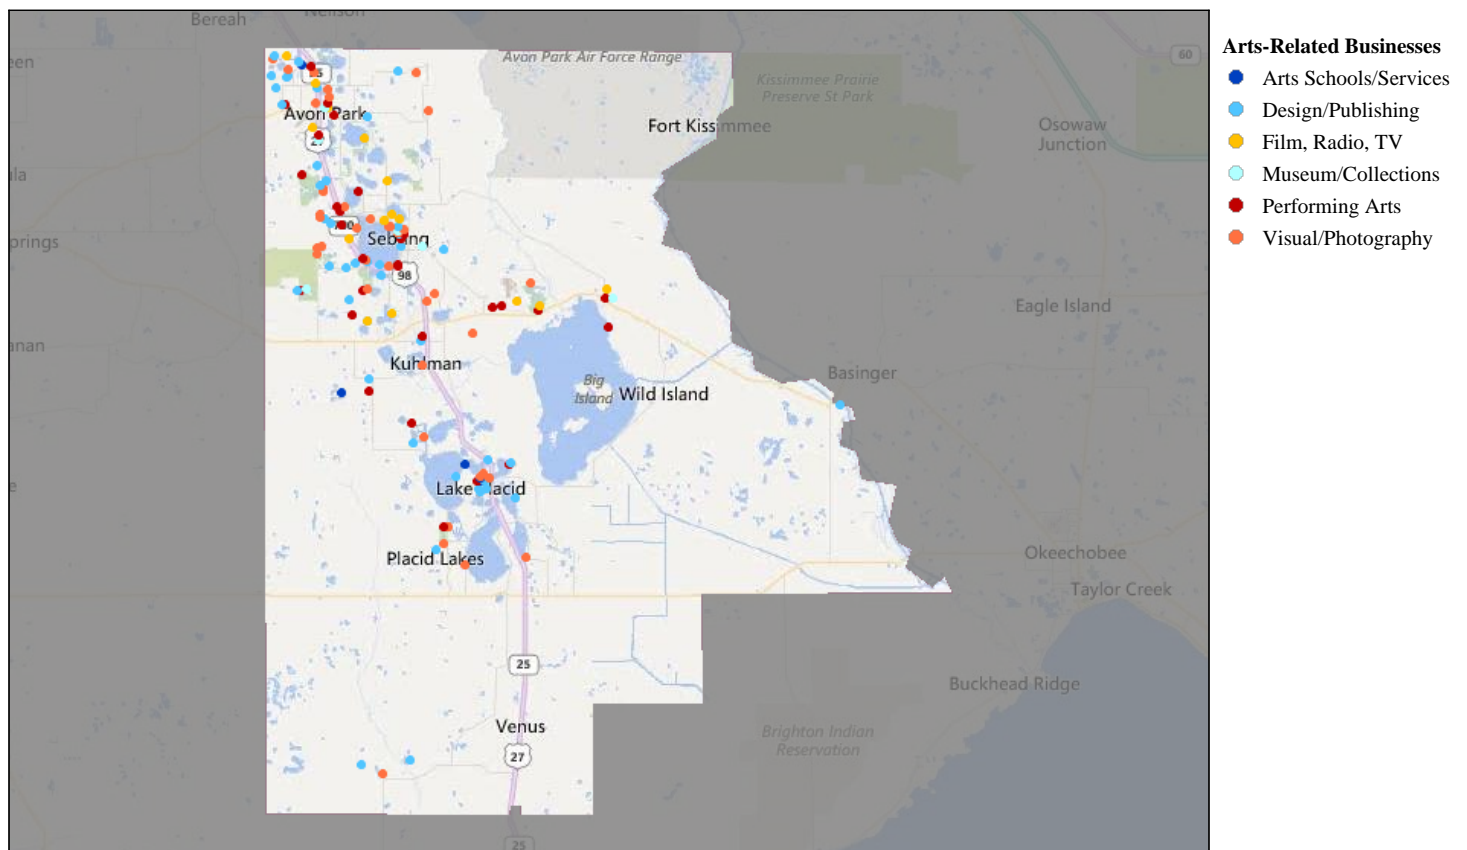 Bereah
Neilson
60
Avon Park Air Force Range
Kissimmee Prairie
Preserve St Park
Avon Park
27
Fort Kissimmee
Osowaw
Junction
Sebring
98
Eagle Island
Kuhlman
Basinger
Big
Island
Wild Island
Lake Placid
Placid Lakes
Okeechobee
Taylor Creek
25
Buckhead Ridge
Venus
Brighton Indian
Reservation
27
25
Arts-Related Businesses
Arts Schools/Services
Design/Publishing
Film, Radio, TV
Museum/Collections
Performing Arts
Visual/Photography